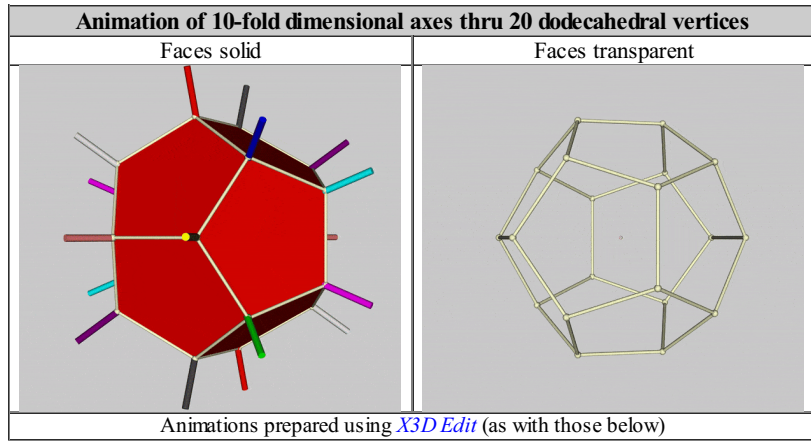 Animation of 10-fold dimensional axes thru 20 dodecahedral vertices
Faces solid
Faces transparent
Animations prepared using X3D Edit (as with those below)